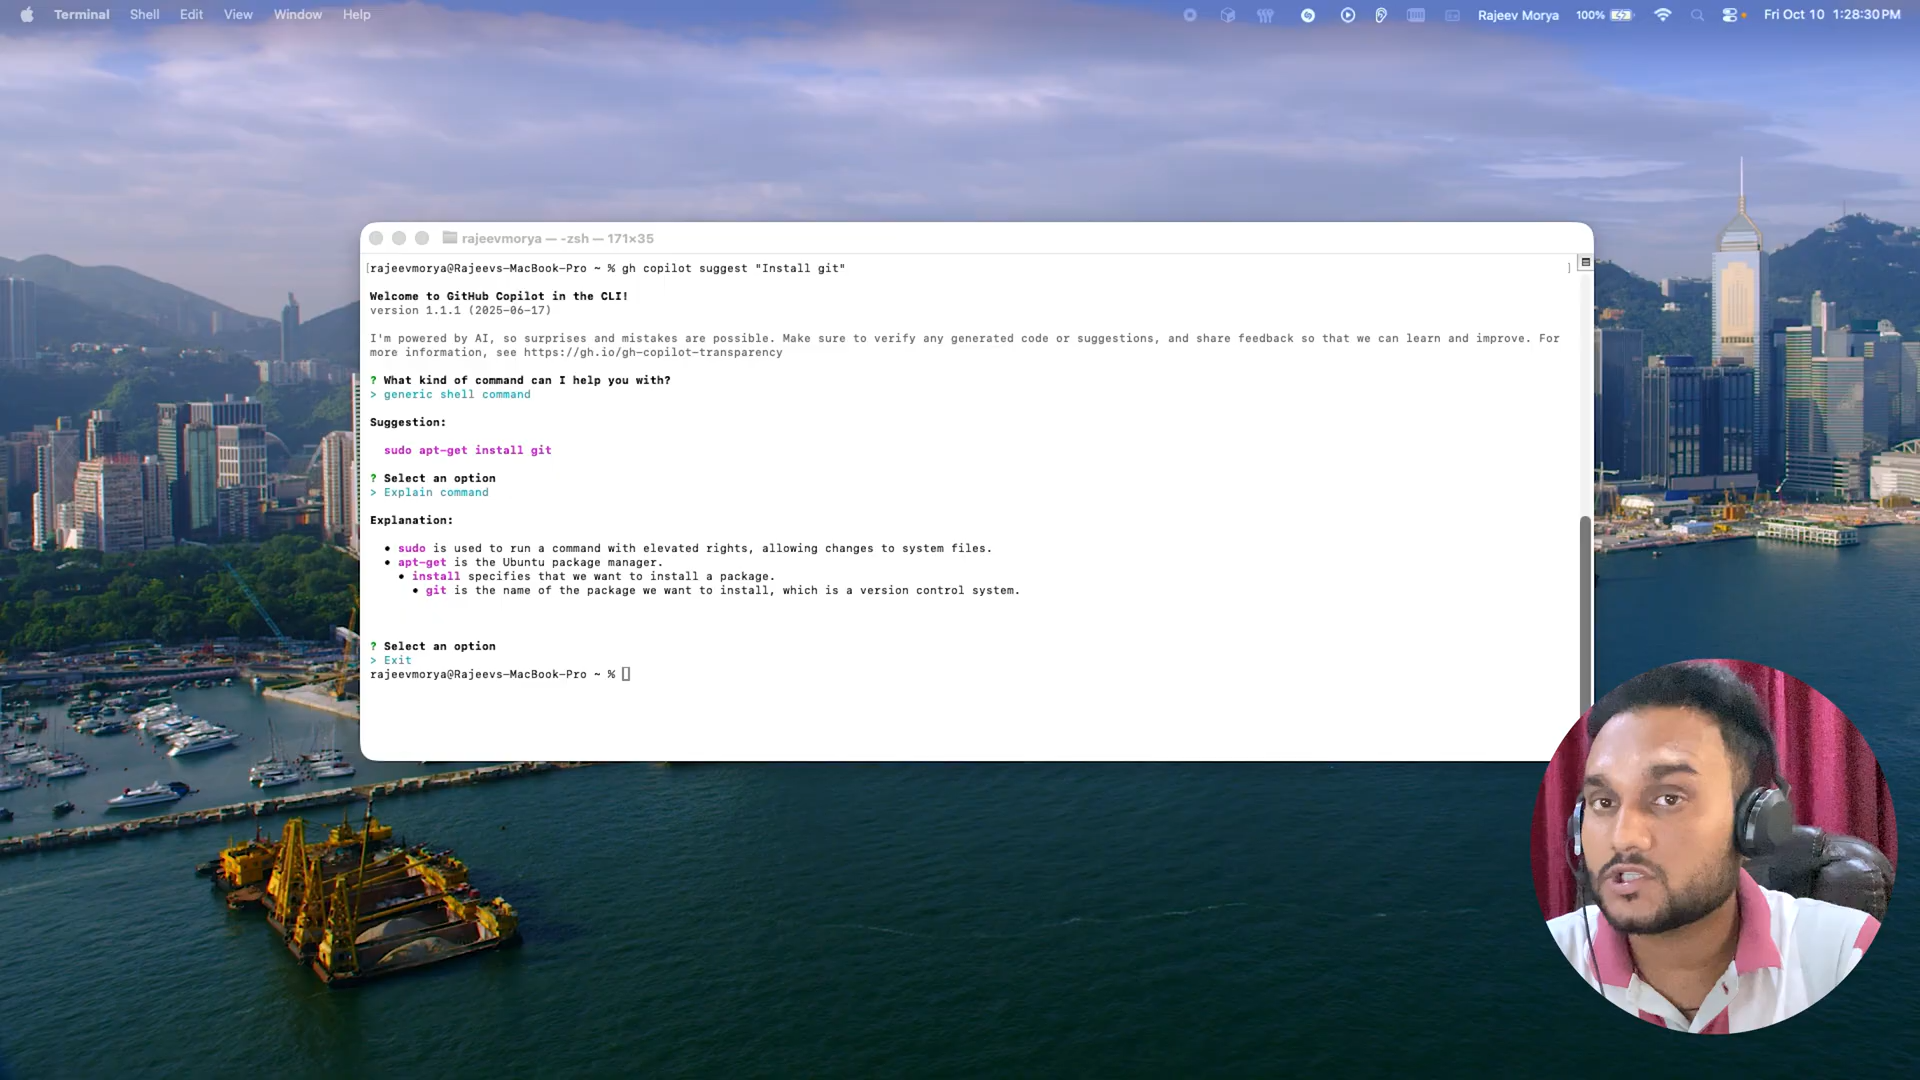 Terminal Shell Edit View Window Help Rajeev Morya 100% Fri Oct 10 1:28:30 PM
rajeevmorya — -zsh — 171×35
[rajeevmorya@Rajeevs-MacBook-Pro ~ % gh copilot suggest "Install git" ]
Welcome to GitHub Copilot in the CLI!
version 1.1.1 (2025-06-17)
I'm powered by AI, so surprises and mistakes are possible. Make sure to verify any generated code or suggestions, and share feedback so that we can learn and improve. For
more information, see https://gh.io/gh-copilot-transparency
? What kind of command can I help you with?
> generic shell command
Suggestion:
sudo apt-get install git
? Select an option
> Explain command
Explanation:
• sudo is used to run a command with elevated rights, allowing changes to system files.
• apt-get is the Ubuntu package manager.
• install specifies that we want to install a package.
• git is the name of the package we want to install, which is a version control system.
? Select an option
> Exit
rajeevmorya@Rajeevs-MacBook-Pro ~ %